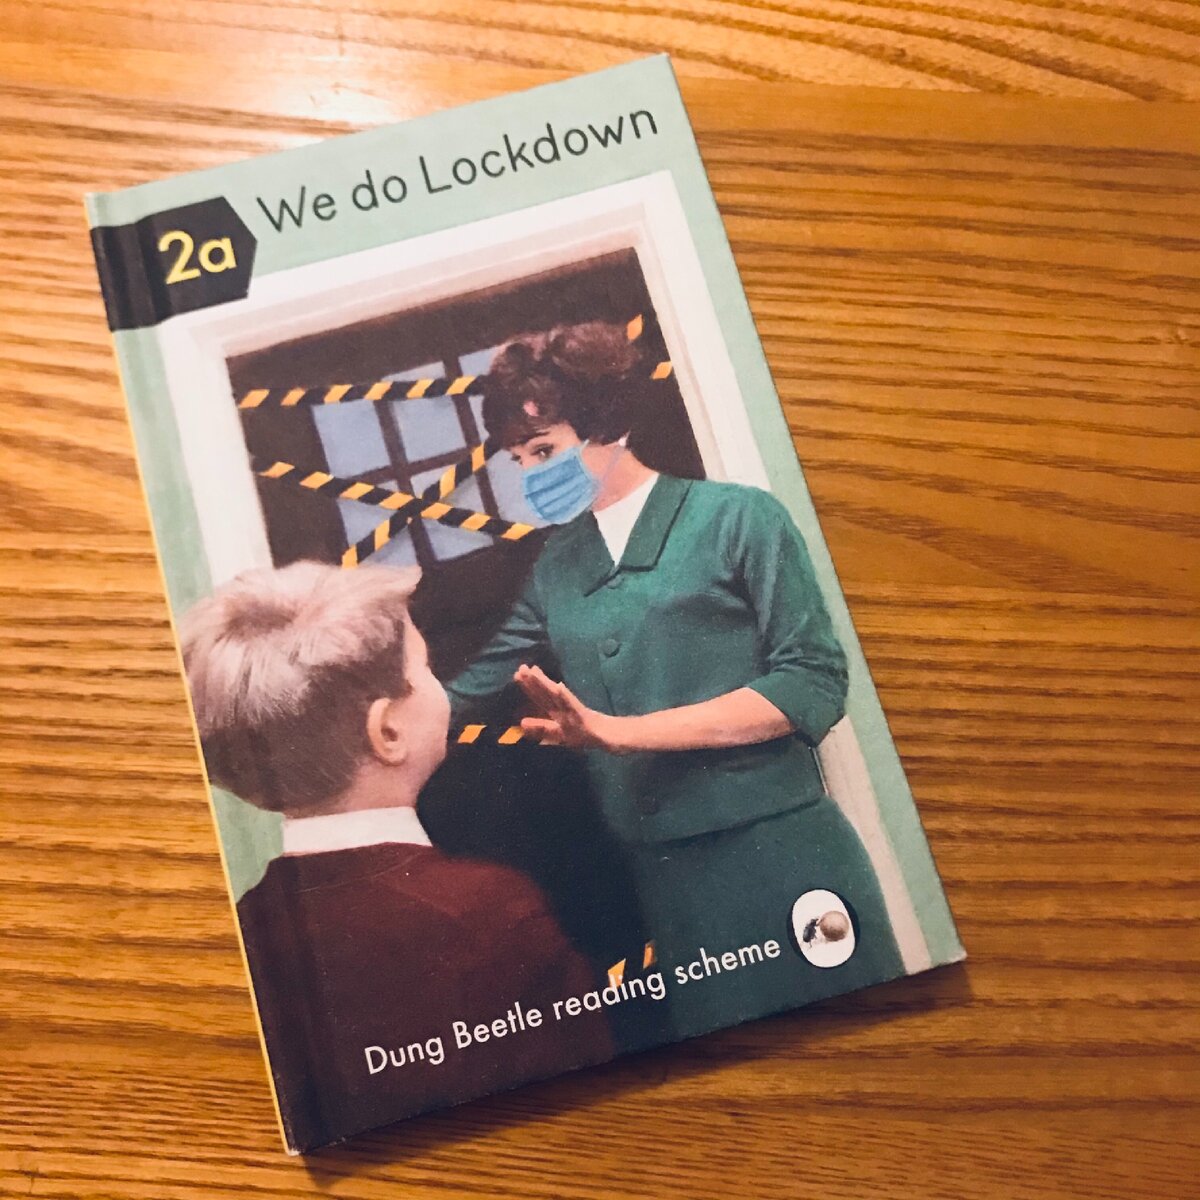 We do Lockdown
2a
Dung Beetle reading scheme